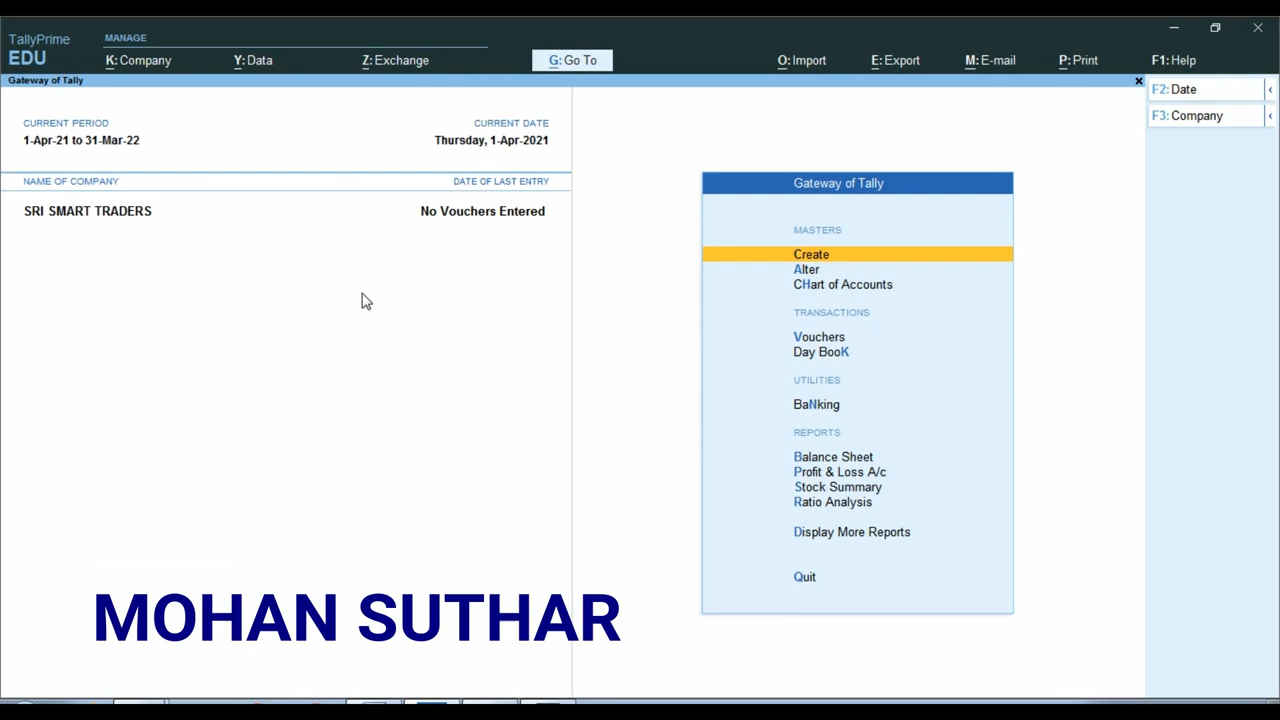 TallyPrime
EDU
MANAGE
K: Company Y: Data Z: Exchange G: Go To O: Import E: Export M: E-mail P: Print F1: Help
Gateway of Tally
F2: Date
F3: Company
CURRENT PERIOD CURRENT DATE
1-Apr-21 to 31-Mar-22 Thursday, 1-Apr-2021
NAME OF COMPANY DATE OF LAST ENTRY
SRI SMART TRADERS No Vouchers Entered
Gateway of Tally
MASTERS
Create
Alter
CHart of Accounts
TRANSACTIONS
Vouchers
Day BooK
UTILITIES
BaNking
REPORTS
Balance Sheet
Profit & Loss A/c
Stock Summary
Ratio Analysis
Display More Reports
Quit
MOHAN SUTHAR